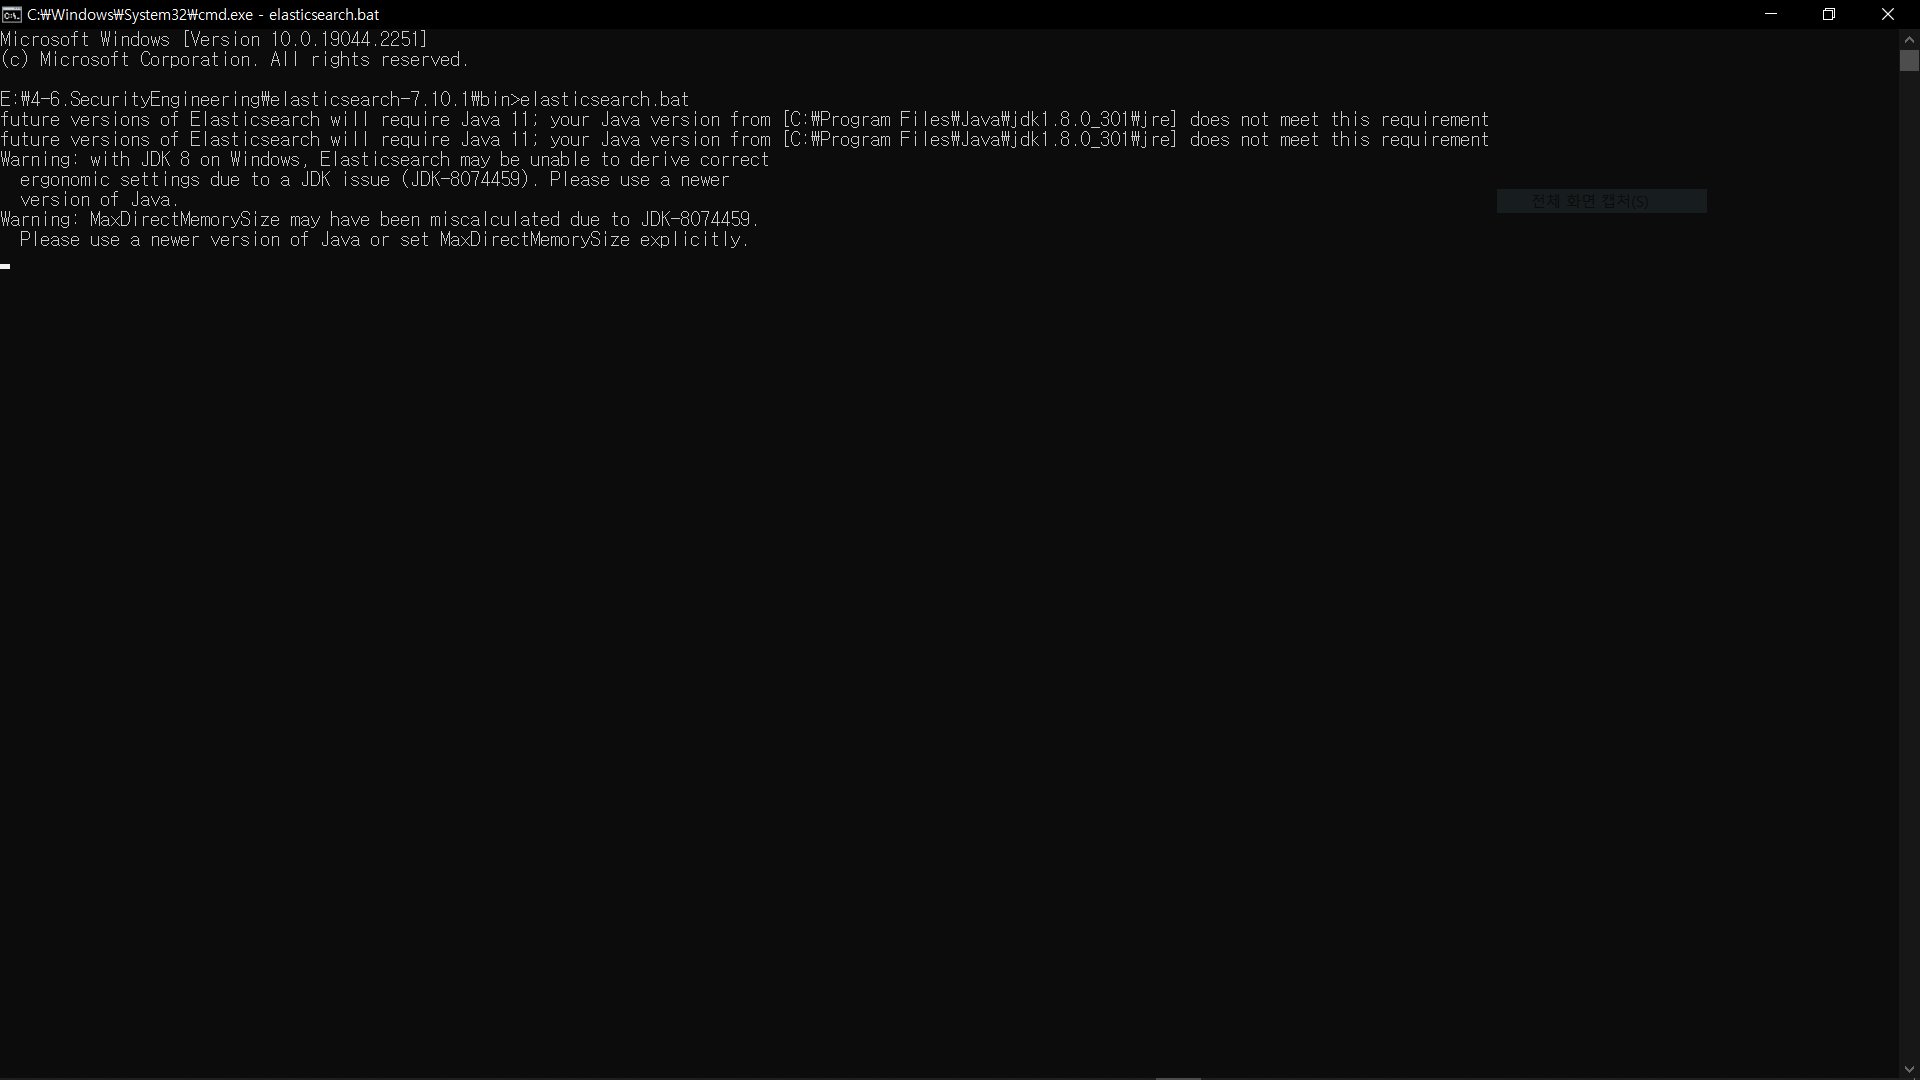 C:₩Windows₩System32₩cmd.exe - elasticsearch.bat
Microsoft Windows [Version 10.0.19044.2251]
(c) Microsoft Corporation. All rights reserved.
E:₩4-6.SecurityEngineering₩elasticsearch-7.10.1₩bin>elasticsearch.bat
future versions of Elasticsearch will require Java 11; your Java version from [C:₩Program Files₩Java₩jdk1.8.0_301₩jre] does not meet this requirement
future versions of Elasticsearch will require Java 11; your Java version from [C:₩Program Files₩Java₩jdk1.8.0_301₩jre] does not meet this requirement
Warning: with JDK 8 on Windows, Elasticsearch may be unable to derive correct
ergonomic settings due to a JDK issue (JDK-8074459). Please use a newer
version of Java.
전체 화면 캡처(S)
Warning: MaxDirectMemorySize may have been miscalculated due to JDK-8074459.
Please use a newer version of Java or set MaxDirectMemorySize explicitly.